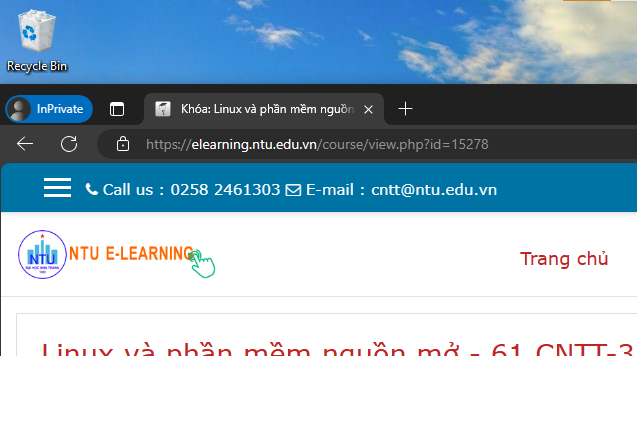 Recycle Bin
InPrivate
Khóa: Linux và phần mềm nguồn
https://elearning.ntu.edu.vn/course/view.php?id=15278
Call us : 0258 2461303 E-mail : cntt@ntu.edu.vn
NTU
NTU E-LEARNING
Trang chủ
Linux và phần mềm nguồn mở - 61.CNTT-3